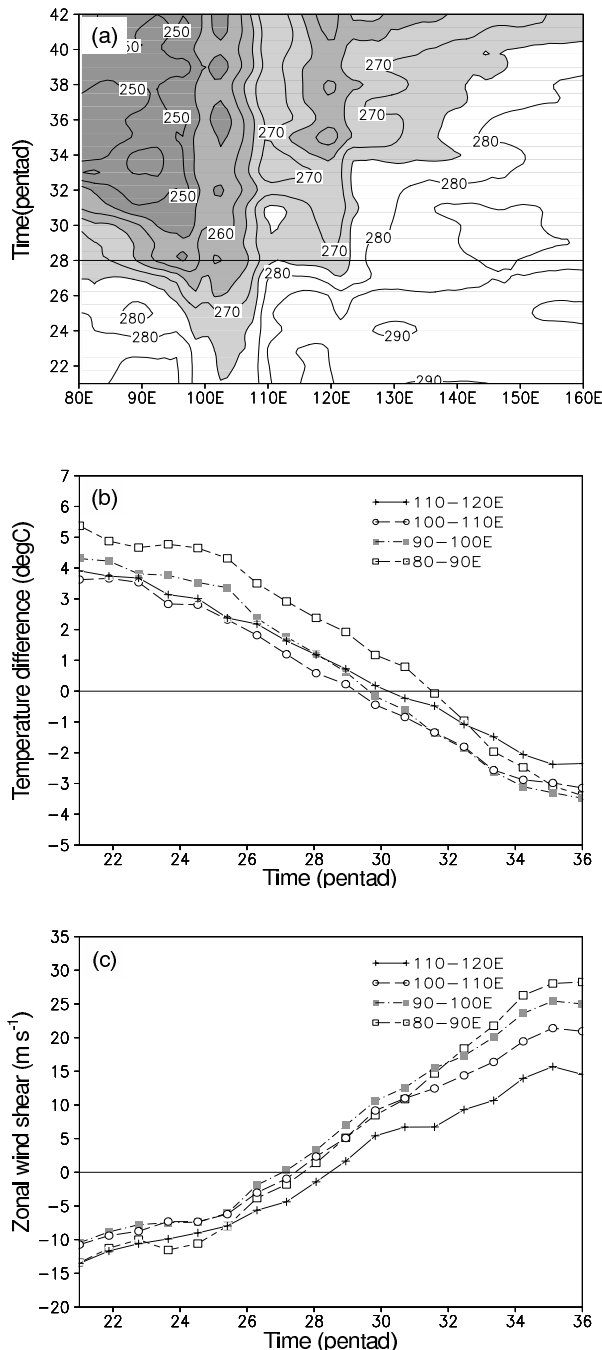 (a)
42
40
38
36
34
32
30
28
26
24
22
Time(pentad)
250
50
270
250
250
270
270
280
270
280
250
260
280
270
280
270
280
280
290
290
80E 90E 100E 110E 120E 130E 140E 150E 160E
(b)
7
6
5
4
3
2
1
0
−1
−2
−3
−4
−5
Temperature difference (degC)
110−120E
100−110E
90−100E
80−90E
22 24 26 28 30 32 34 36
Time (pentad)
(c)
35
30
25
20
15
10
5
0
−5
−10
−15
−20
Zonal wind shear (m s⁻¹)
110−120E
100−110E
90−100E
80−90E
22 24 26 28 30 32 34 36
Time (pentad)